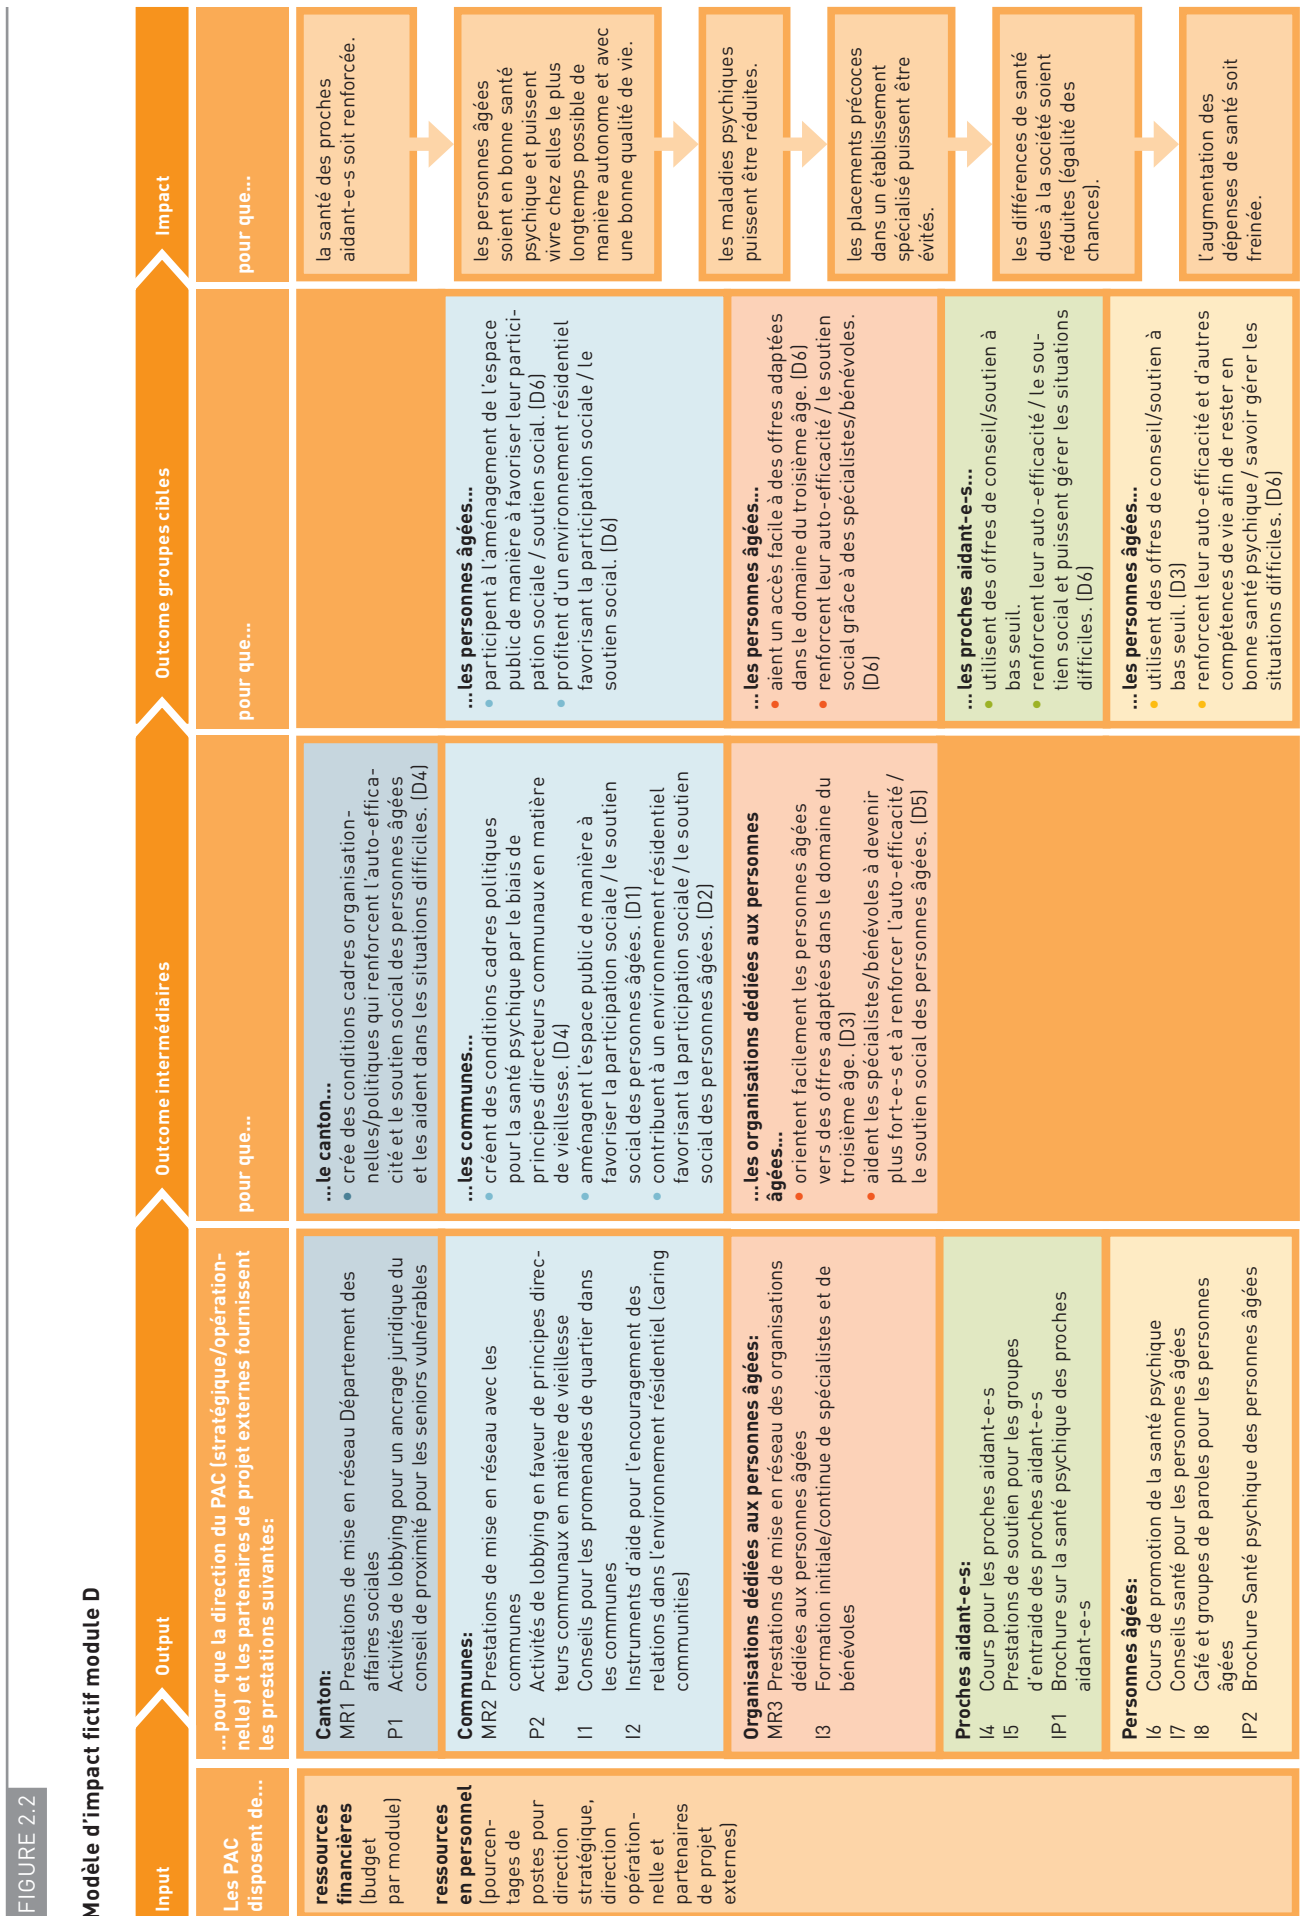 FIGURE 2.2
Modèle d'impact fictif module D
Input
Output
Outcome intermédiaires
Outcome groupes cibles
Impact
Les PAC
disposent de...
...pour que la direction du PAC (stratégique/opération-
nelle) et les partenaires de projet externes fournissent
les prestations suivantes:
pour que...
pour que...
pour que...
ressources
financières
(budget
par module)
ressources
en personnel
(pourcen-
tages de
postes pour
direction
stratégique,
direction
opération-
nelle et
partenaires
de projet
externes)
Canton:
MR1 Prestations de mise en réseau Département des
affaires sociales
P1 Activités de lobbying pour un ancrage juridique du
conseil de proximité pour les seniors vulnérables
Communes:
MR2 Prestations de mise en réseau avec les
communes
P2 Activités de lobbying en faveur de principes direc-
teurs communaux en matière de vieillesse
I1 Conseils pour les promenades de quartier dans
les communes
I2 Instruments d'aide pour l'encouragement des
relations dans l'environnement résidentiel (caring
communities)
Organisations dédiées aux personnes âgées:
MR3 Prestations de mise en réseau des organisations
dédiées aux personnes âgées
I3 Formation initiale/continue de spécialistes et de
bénévoles
Proches aidant-e-s:
I4 Cours pour les proches aidant-e-s
I5 Prestations de soutien pour les groupes
d'entraide des proches aidant-e-s
IP1 Brochure sur la santé psychique des proches
aidant-e-s
Personnes âgées:
I6 Cours de promotion de la santé psychique
I7 Conseils santé pour les personnes âgées
I8 Café et groupes de paroles pour les personnes
âgées
IP2 Brochure Santé psychique des personnes âgées
...le canton...
• crée des conditions cadres organisation-
nelles/politiques qui renforcent l'auto-effica-
cité et le soutien social des personnes âgées
et les aident dans les situations difficiles. (D4)
...les communes...
• créent des conditions cadres politiques
pour la santé psychique par le biais de
principes directeurs communaux en matière
de vieillesse. (D4)
• aménagent l'espace public de manière à
favoriser la participation sociale / le soutien
social des personnes âgées. (D1)
• contribuent à un environnement résidentiel
favorisant la participation sociale / le soutien
social des personnes âgées. (D2)
...les organisations dédiées aux personnes
âgées...
• orientent facilement les personnes âgées
vers des offres adaptées dans le domaine du
troisième âge. (D3)
• aident les spécialistes/bénévoles à devenir
plus fort-e-s et à renforcer l'auto-efficacité /
le soutien social des personnes âgées. (D5)
...les personnes âgées...
• participent à l'aménagement de l'espace
public de manière à favoriser leur partici-
pation sociale / soutien social. (D6)
• profitent d'un environnement résidentiel
favorisant la participation sociale / le
soutien social. (D6)
...les personnes âgées...
• aient un accès facile à des offres adaptées
dans le domaine du troisième âge. (D6)
• renforcent leur auto-efficacité / le soutien
social grâce à des spécialistes/bénévoles.
(D6)
...les proches aidant-e-s...
• utilisent des offres de conseil/soutien à
bas seuil.
• renforcent leur auto-efficacité / le sou-
tien social et puissent gérer les situations
difficiles. (D6)
...les personnes âgées...
• utilisent des offres de conseil/soutien à
bas seuil. (D3)
• renforcent leur auto-efficacité et d'autres
compétences de vie afin de rester en
bonne santé psychique / savoir gérer les
situations difficiles. (D6)
la santé des proches
aidant-e-s soit renforcée.
les personnes âgées
soient en bonne santé
psychique et puissent
vivre chez elles le plus
longtemps possible de
manière autonome et avec
une bonne qualité de vie.
les maladies psychiques
puissent être réduites.
les placements précoces
dans un établissement
spécialisé puissent être
évités.
les différences de santé
dues à la société soient
réduites (égalité des
chances).
l'augmentation des
dépenses de santé soit
freinée.